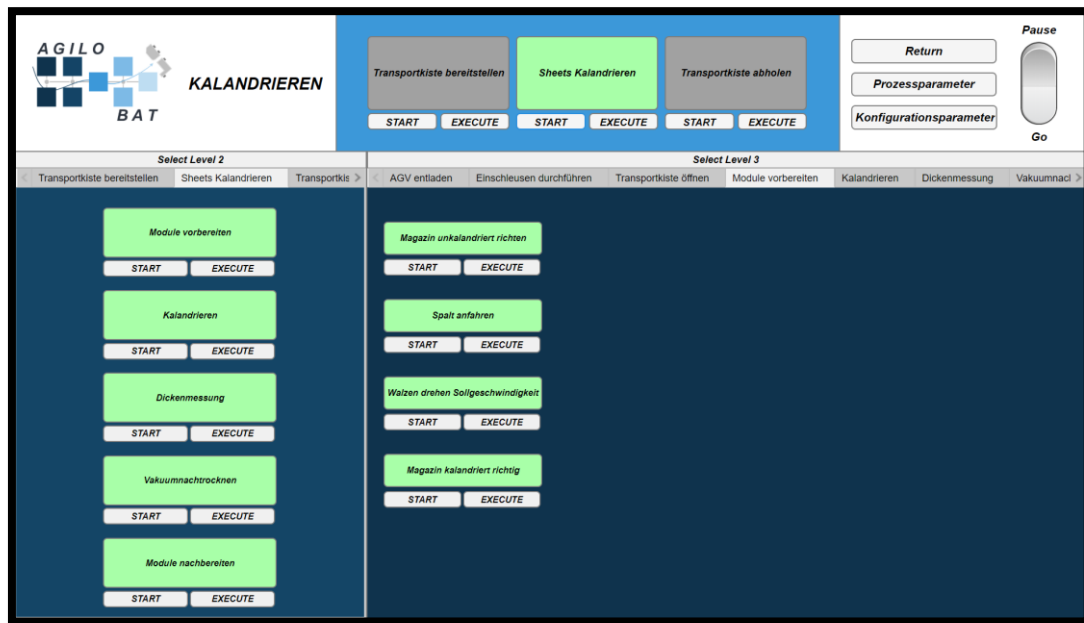 AGILO
BAT
KALANDRIEREN
Transportkiste bereitstellen
START EXECUTE
Sheets Kalandrieren
START EXECUTE
Transportkiste abholen
START EXECUTE
Return
Prozessparameter
Konfigurationsparameter
Pause
Go
Select Level 2
Transportkiste bereitstellen Sheets Kalandrieren Transportkis
Module vorbereiten
START EXECUTE
Kalandrieren
START EXECUTE
Dickenmessung
START EXECUTE
Vakuumnachtrocknen
START EXECUTE
Module nachbereiten
START EXECUTE
Select Level 3
AGV entladen Einschleusen durchführen Transportkiste öffnen Module vorbereiten Kalandrieren Dickenmessung Vakuumnacl
Magazin unkalandriert richten
START EXECUTE
Spalt anfahren
START EXECUTE
Walzen drehen Sollgeschwindigkeit
START EXECUTE
Magazin kalandriert richtig
START EXECUTE